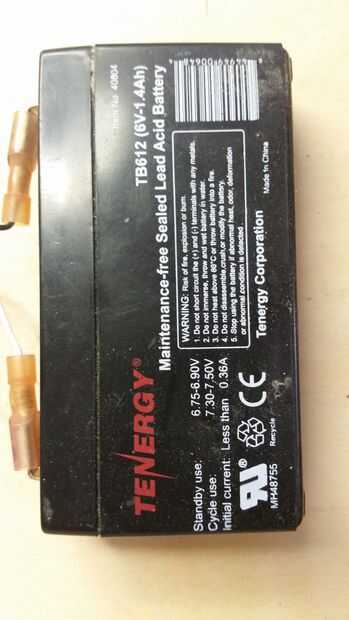 Item No. 40804
TENERGY®
TB612 (6V-1.4Ah)
Maintenance-free Sealed Lead Acid Battery
Standby use: 6.75-6.90V
Cycle use: 7.30-7.50V
Initial current: Less than 0.36A
WARNING: Risk of fire, explosion or burn.
1. Do not short circuit the (+) and (-) terminals with any metals.
2. Do not immerse, throw and wet battery in water.
3. Do not heat above 60°C or throw battery into a fire.
4. Do not disassemble,crush,or modify the battery.
5. Stop using the battery if abnormal heat, odor, deformation
or abnormal condition is detected
MH48755
Recycle
Tenergy Corporation
Made In China